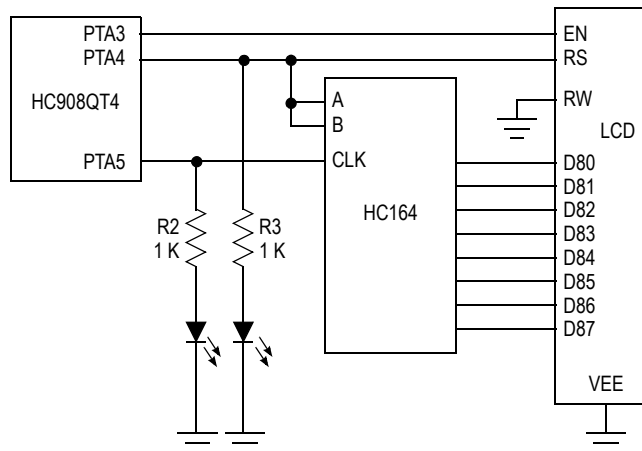 PTA3
PTA4
HC908QT4
PTA5
R2
1 K
R3
1 K
A
B
CLK
HC164
EN
RS
RW
LCD
D80
D81
D82
D83
D84
D85
D86
D87
VEE